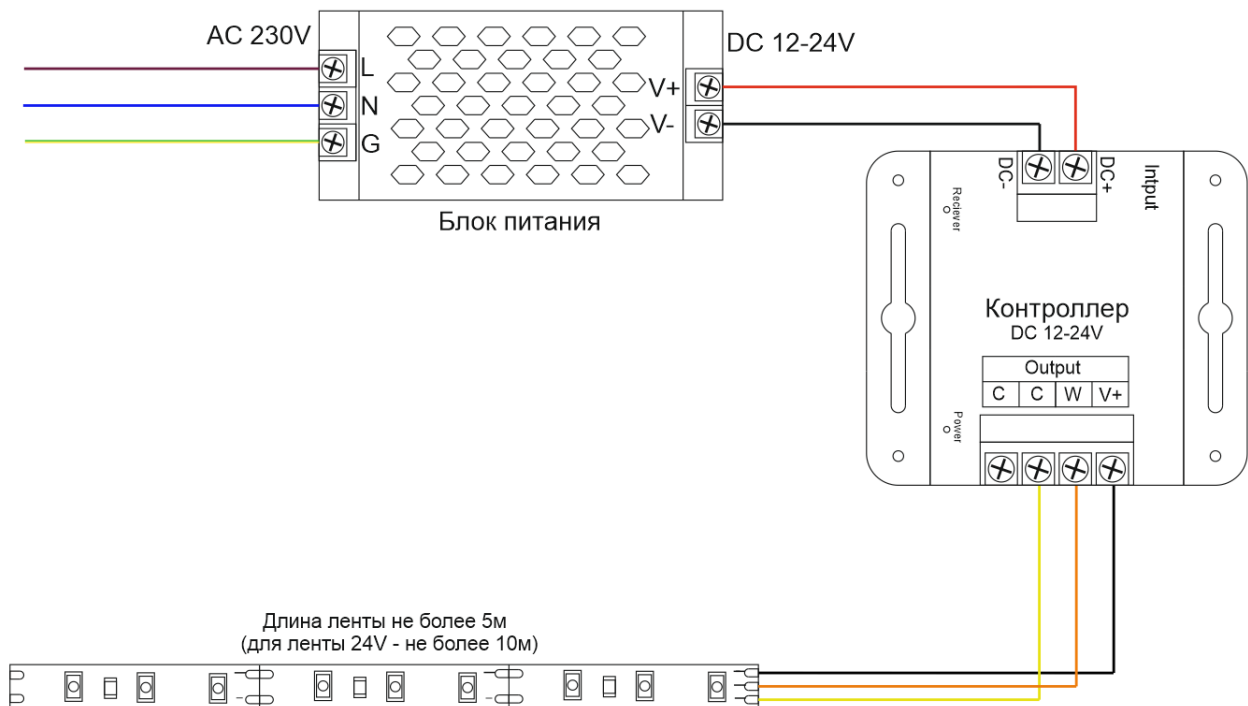 AC 230V
DC 12-24V
L
N
G
V+
V-
Блок питания
DC-
DC+
Intput
Reciever
Контроллер
DC 12-24V
Output
C C W V+
Power
Длина ленты не более 5м
(для ленты 24V - не более 10м)